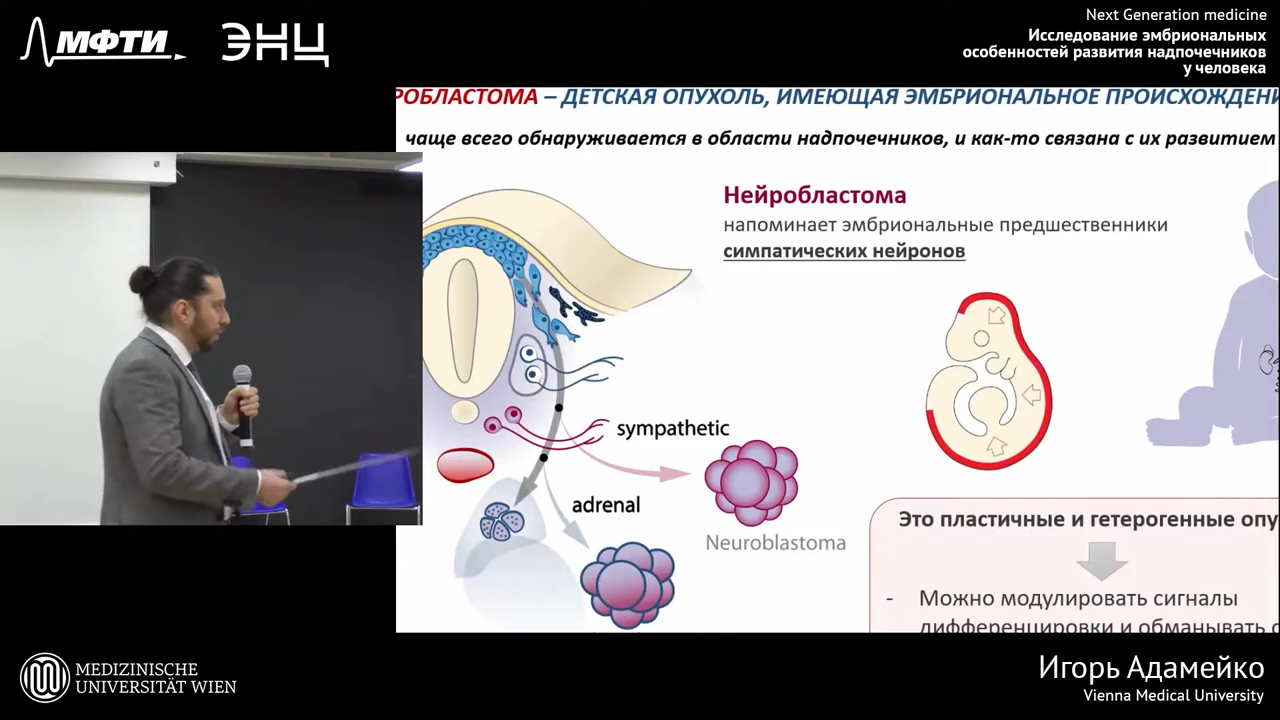 МФТИ
ЭНЦ
Next Generation medicine
Исследование эмбриональных
особенностей развития надпочечников
у человека
РОБЛАСТОМА – ДЕТСКАЯ ОПУХОЛЬ, ИМЕЮЩАЯ ЭМБРИОНАЛЬНОЕ ПРОИСХОЖДЕНИ
чаще всего обнаруживается в области надпочечников, и как-то связана с их развитием
Нейробластома
напоминает эмбриональные предшественники
симпатических нейронов
sympathetic
adrenal
Neuroblastoma
Это пластичные и гетерогенные опу
- Можно модулировать сигналы
дифференцировки и обманывать
MEDIZINISCHE
UNIVERSITÄT WIEN
Игорь Адамейко
Vienna Medical University